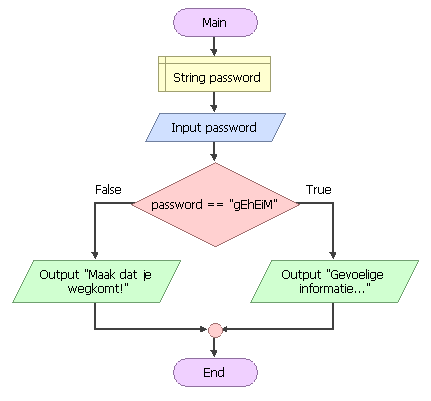 Main
String password
Input password
False
True
password == "gEhEiM"
Output "Maak dat je
wegkomt!"
Output "Gevoelige
informatie..."
End